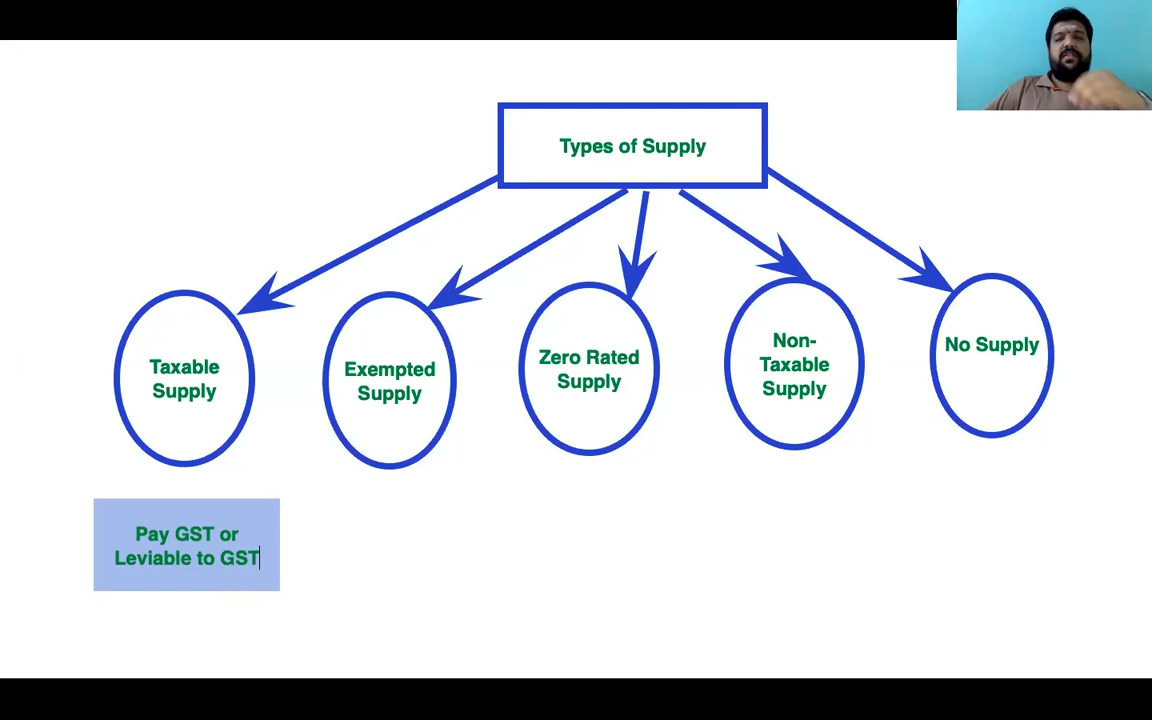 Types of Supply
Taxable
Supply
Exempted
Supply
Zero Rated
Supply
Non-
Taxable
Supply
No Supply
Pay GST or
Leviable to GST